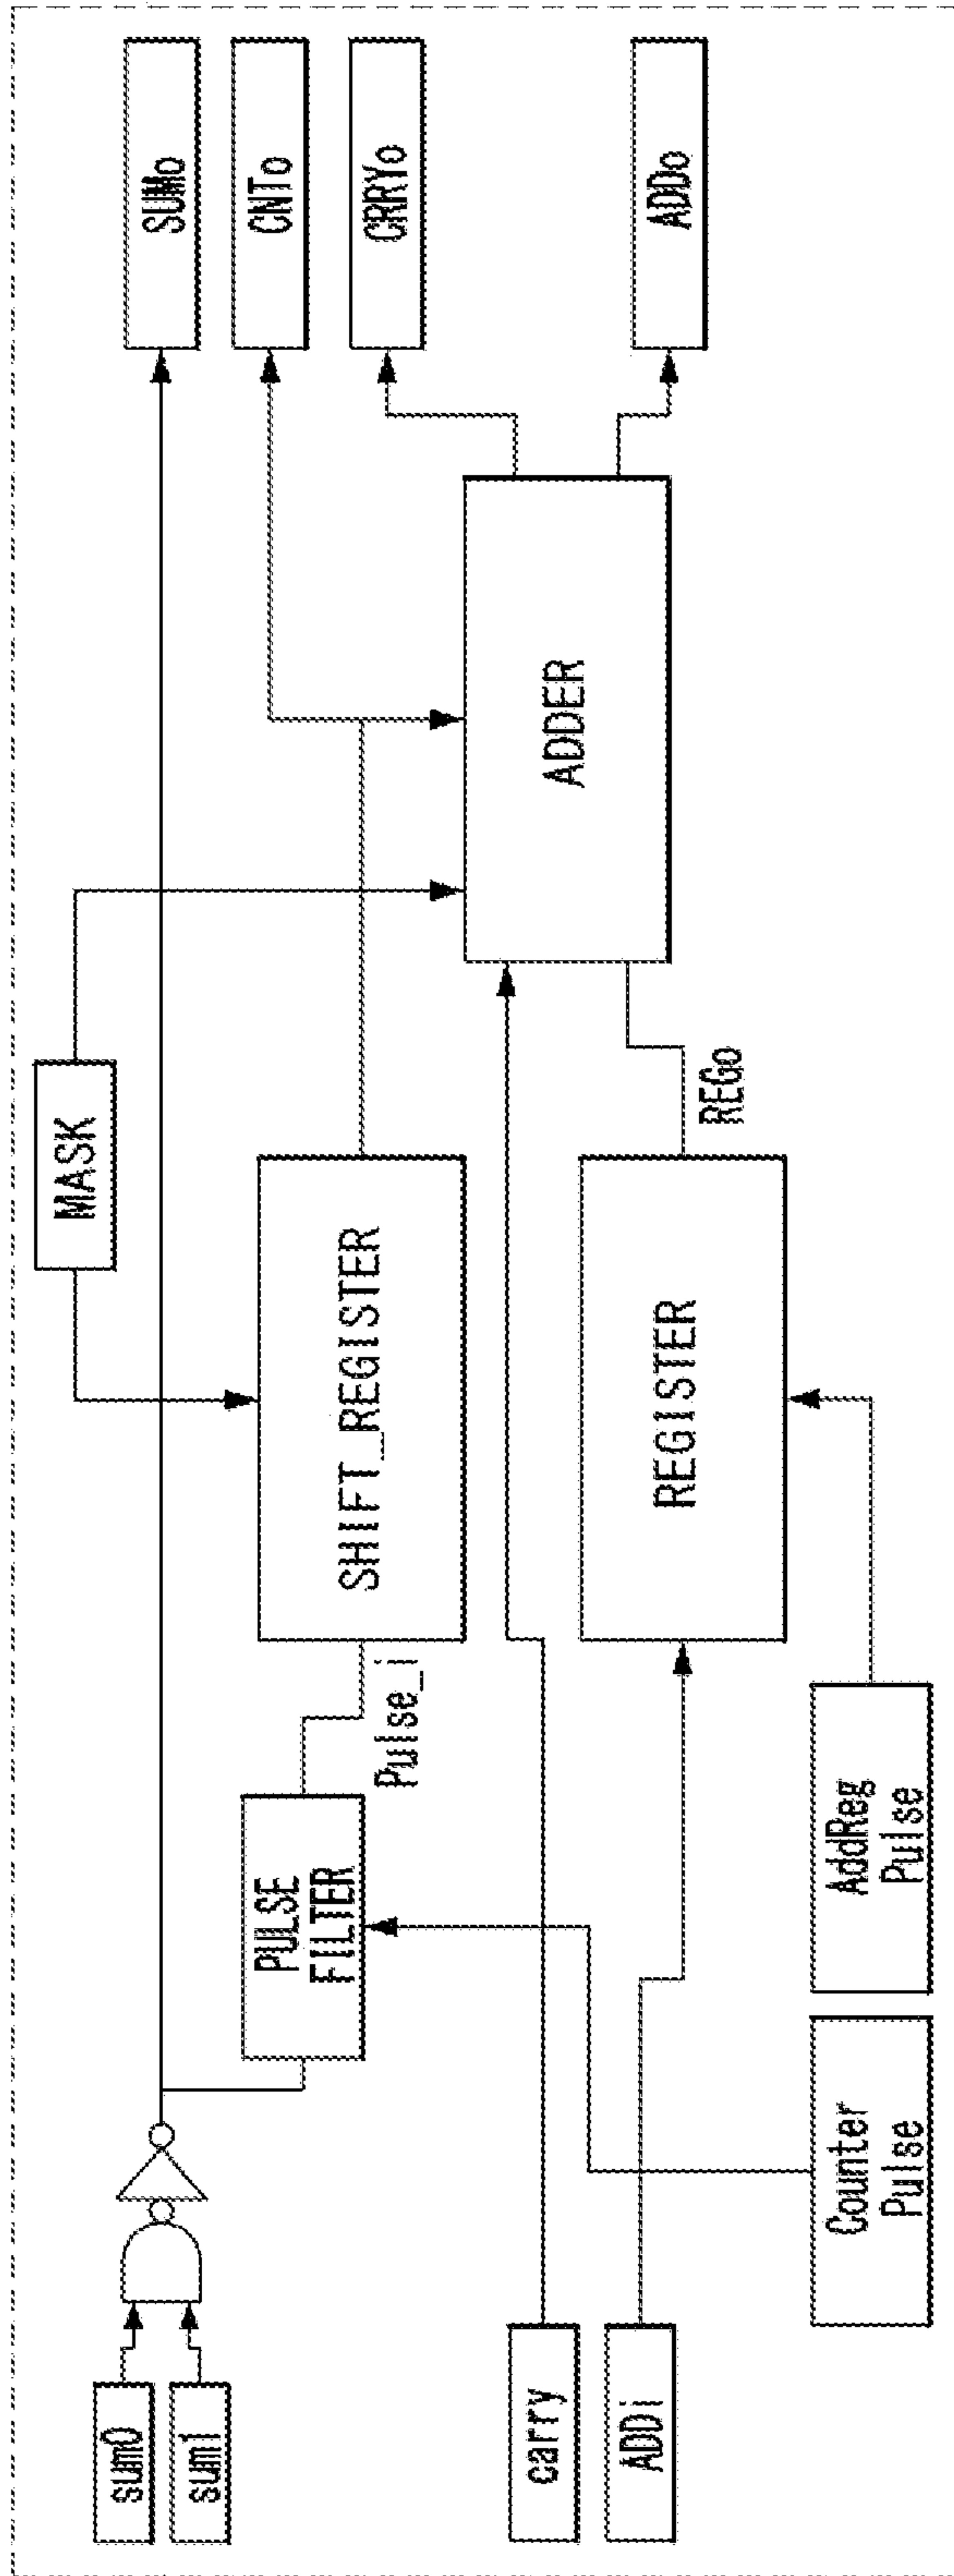 sum0
sum1
SUMo
CNTo
CRRYo
ADDo
MASK
PULSE
FILTER
Pulse_i
SHIFT_REGISTER
ADDER
carry
ADDi
REGISTER
REGo
Counter
Pulse
AddReg
Pulse